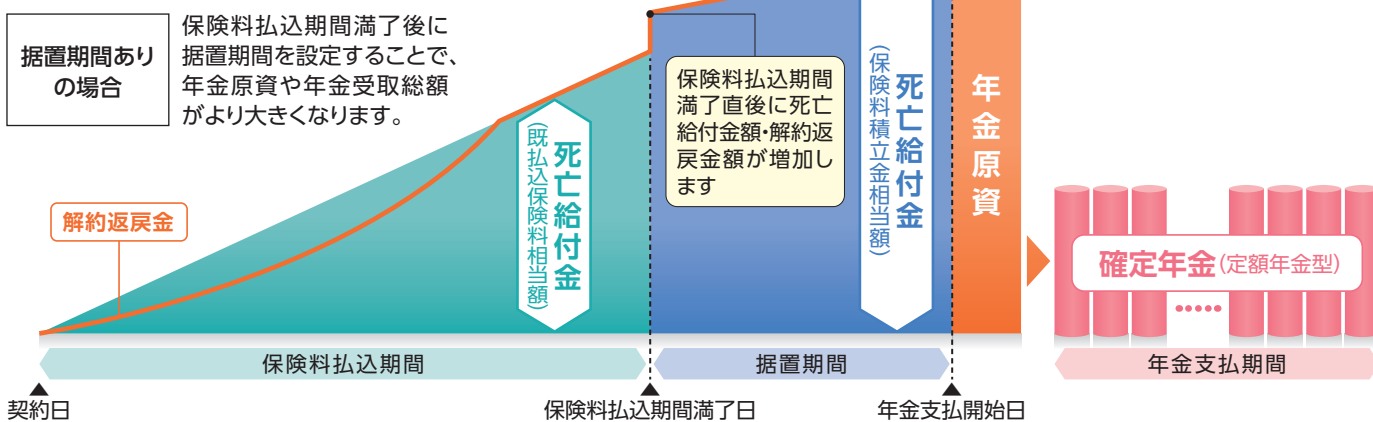 据置期間あり
の場合
保険料払込期間満了後に
据置期間を設定することで、
年金原資や年金受取総額
がより大きくなります。
解約返戻金
死亡給付金
(既払込保険料相当額)
保険料払込期間
満了直後に死亡
給付金額・解約返
戻金額が増加し
ます
死亡給付金
(保険料積立金相当額)
年金原資
確定年金(定額年金型)
保険料払込期間
据置期間
年金支払期間
契約日
保険料払込期間満了日
年金支払開始日